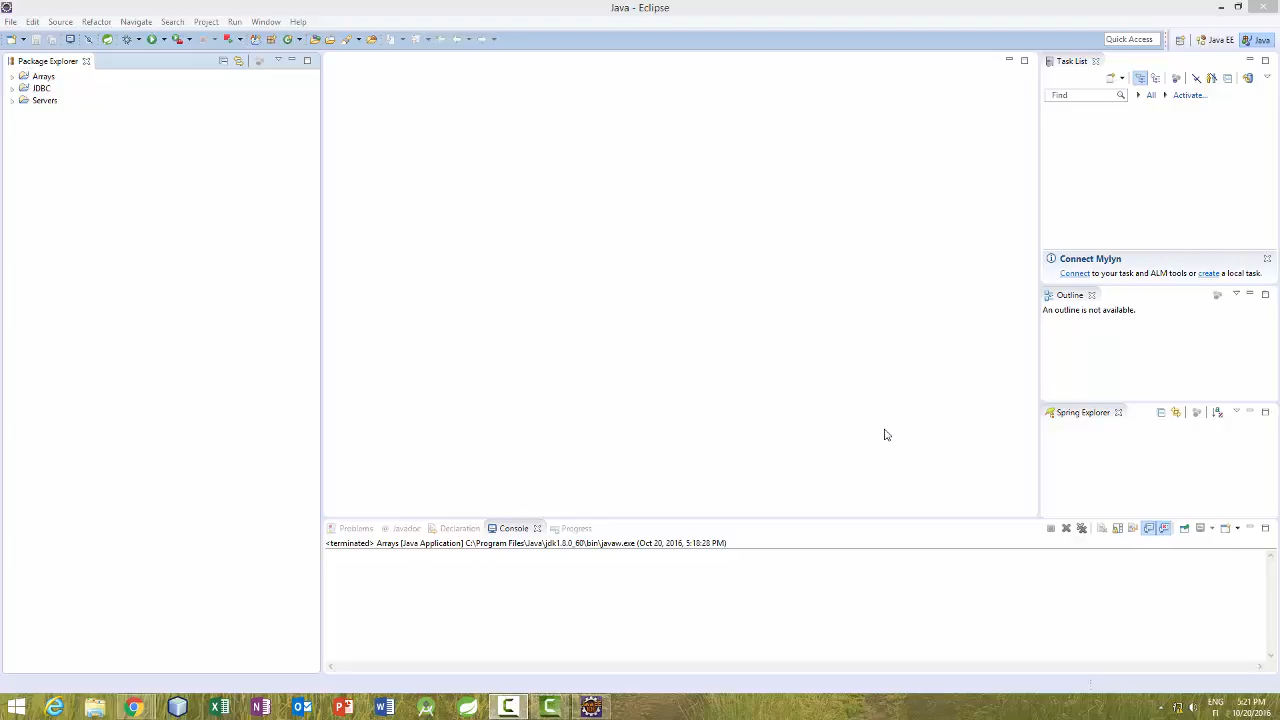 Java - Eclipse
File Edit Source Refactor Navigate Search Project Run Window Help
Quick Access Java EE Java
Package Explorer
Arrays
JDBC
Servers
Task List
Find All Activate...
Connect Mylyn
Connect to your task and ALM tools or create a local task.
Outline
An outline is not available.
Spring Explorer
Problems Javadoc Declaration Console Progress
<terminated> Arrays [Java Application] C:\Program Files\Java\jdk1.8.0_60\bin\javaw.exe (Oct 20, 2016, 5:18:28 PM)
ENG 5:21 PM
FI 10/20/2016